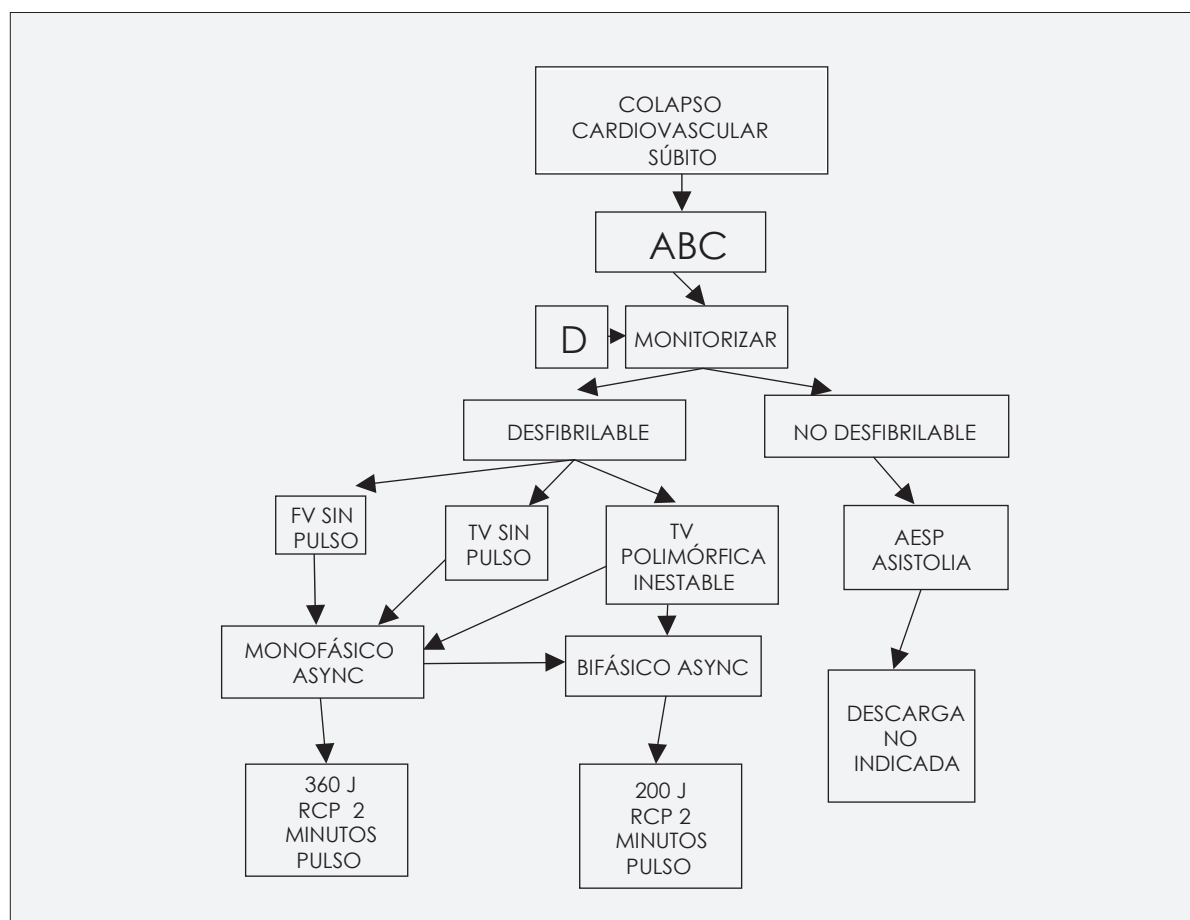 COLAPSO
CARDIOVASCULAR
SÚBITO
ABC
D
MONITORIZAR
DESFIBRILABLE
NO DESFIBRILABLE
FV SIN
PULSO
TV SIN
PULSO
TV
POLIMÓRFICA
INESTABLE
AESP
ASISTOLIA
MONOFÁSICO
ASYNC
BIFÁSICO ASYNC
DESCARGA
NO
INDICADA
360 J
RCP 2
MINUTOS
PULSO
200 J
RCP 2
MINUTOS
PULSO